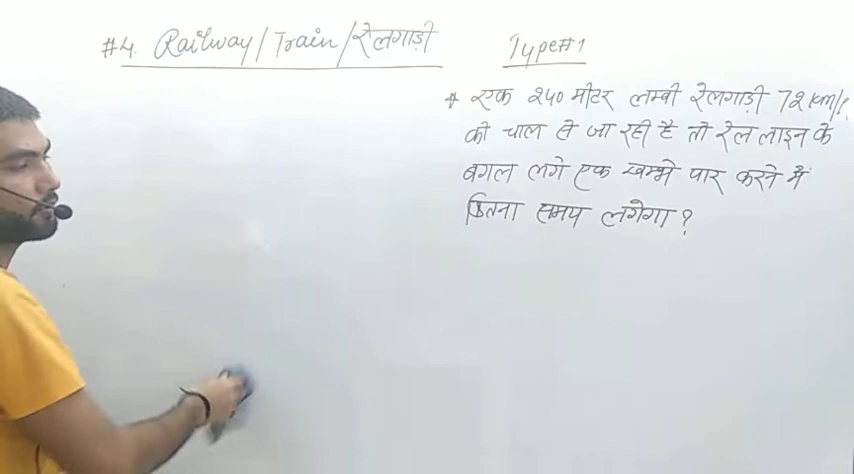 #4. Railway/Train/रेलगाड़ी
Type#1
* एक 240 मीटर लम्बी रेलगाड़ी 72 km/h
की चाल से जा रही है तो रेल लाइन के
बगल लगे एक खम्भे पार करने में
कितना समय लगेगा?